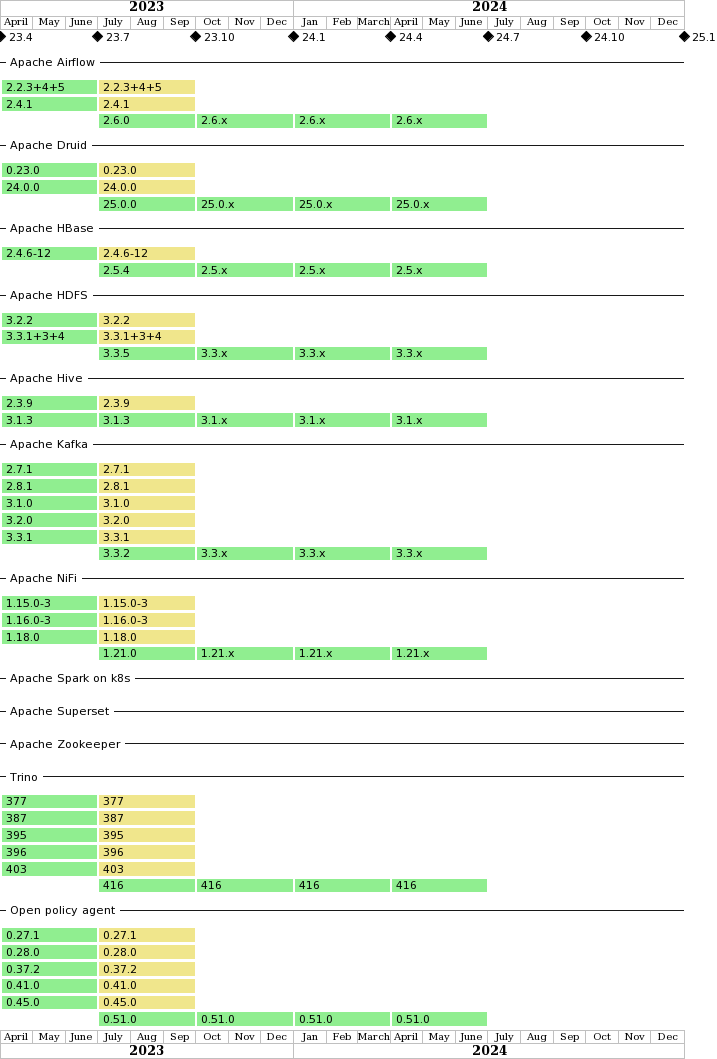 2023 2024
April May June July Aug Sep Oct Nov Dec Jan Feb March April May June July Aug Sep Oct Nov Dec
23.4 23.7 23.10 24.1 24.4 24.7 24.10 25.1
Apache Airflow
2.2.3+4+5 2.2.3+4+5
2.4.1 2.4.1
2.6.0 2.6.x 2.6.x 2.6.x
Apache Druid
0.23.0 0.23.0
24.0.0 24.0.0
25.0.0 25.0.x 25.0.x 25.0.x
Apache HBase
2.4.6-12 2.4.6-12
2.5.4 2.5.x 2.5.x 2.5.x
Apache HDFS
3.2.2 3.2.2
3.3.1+3+4 3.3.1+3+4
3.3.5 3.3.x 3.3.x 3.3.x
Apache Hive
2.3.9 2.3.9
3.1.3 3.1.3 3.1.x 3.1.x 3.1.x
Apache Kafka
2.7.1 2.7.1
2.8.1 2.8.1
3.1.0 3.1.0
3.2.0 3.2.0
3.3.1 3.3.1
3.3.2 3.3.x 3.3.x 3.3.x
Apache NiFi
1.15.0-3 1.15.0-3
1.16.0-3 1.16.0-3
1.18.0 1.18.0
1.21.0 1.21.x 1.21.x 1.21.x
Apache Spark on k8s
Apache Superset
Apache Zookeeper
Trino
377 377
387 387
395 395
396 396
403 403
416 416 416 416
Open policy agent
0.27.1 0.27.1
0.28.0 0.28.0
0.37.2 0.37.2
0.41.0 0.41.0
0.45.0 0.45.0
0.51.0 0.51.0 0.51.0 0.51.0
April May June July Aug Sep Oct Nov Dec Jan Feb March April May June July Aug Sep Oct Nov Dec
2023 2024